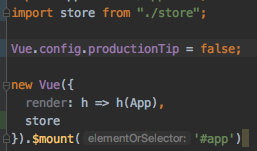 import store from "./store";
Vue.config.productionTip = false;
new Vue({
render: h => h(App),
store
}).$mount( elementOrSelector: '#app')